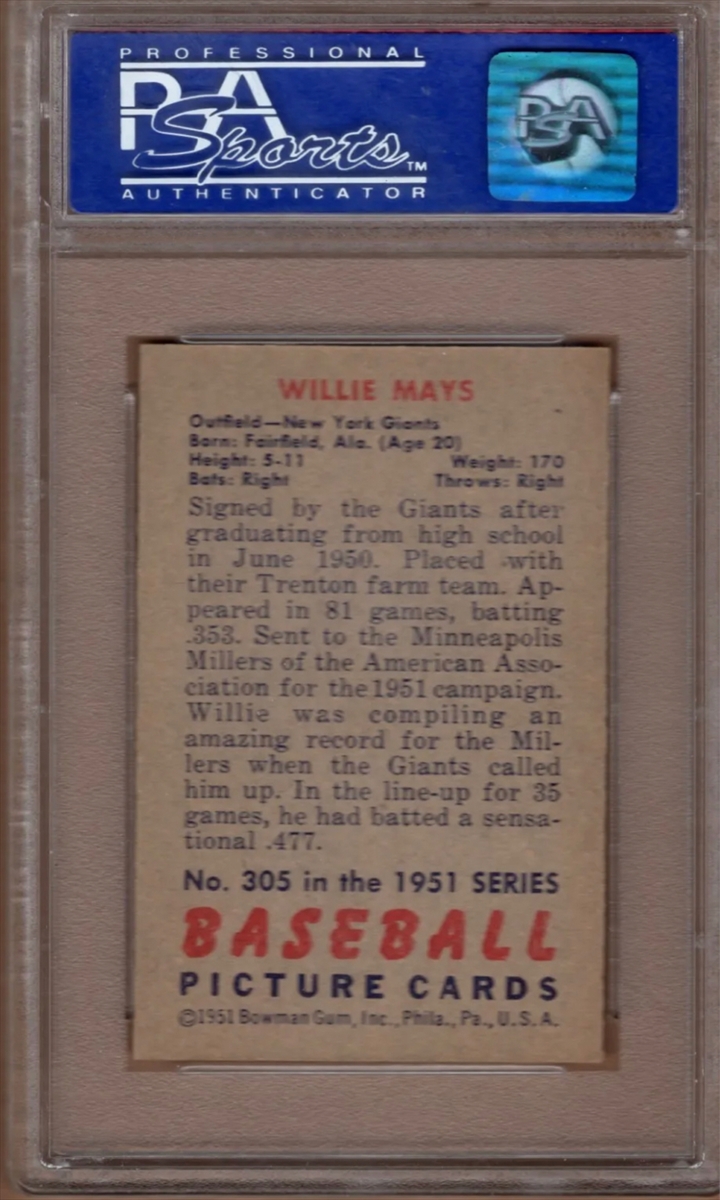 PROFESSIONAL
PSA
Sports™
AUTHENTICATOR
PSA
WILLIE MAYS
Outfield—New York Giants
Born: Fairfield, Ala. (Age 20)
Height: 5-11 Weight: 170
Bats: Right Throws: Right
Signed by the Giants after
graduating from high school
in June 1950. Placed with
their Trenton farm team. Ap-
peared in 81 games, batting
.353. Sent to the Minneapolis
Millers of the American Asso-
ciation for the 1951 campaign.
Willie was compiling an
amazing record for the Mil-
lers when the Giants called
him up. In the line-up for 35
games, he had batted a sensa-
tional .477.
No. 305 in the 1951 SERIES
BASEBALL
PICTURE CARDS
©1951 Bowman Gum, Inc., Phila., Pa., U.S.A.